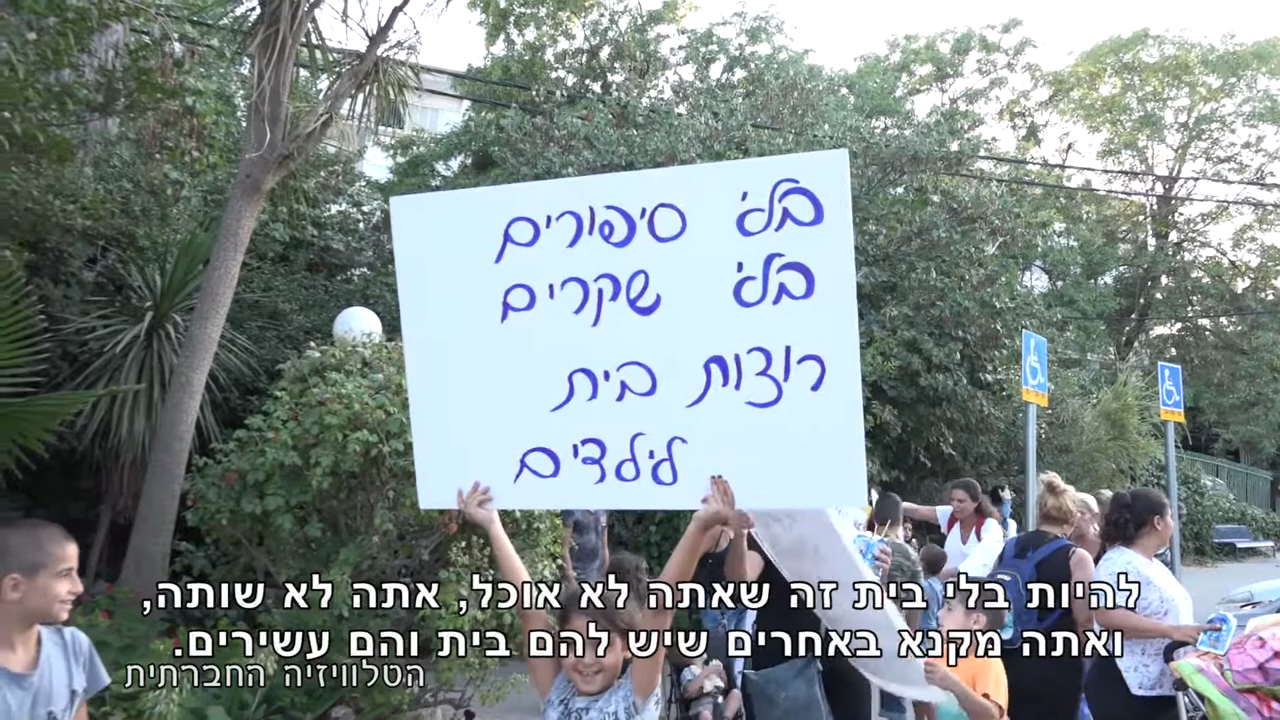 בלי סיפורים
בלי שקרים
רוצות בית
לילדים
להיות בלי בית זה שאתה לא אוכל, אתה לא שותה,
ואתה מקנא באחרים שיש להם בית והם עשירים.
הטלוויזיה החברתית